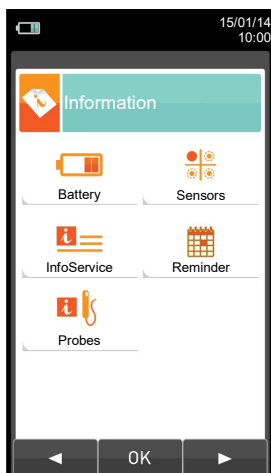 15/01/14
10:00
Information
Battery
Sensors
InfoService
Reminder
Probes
OK